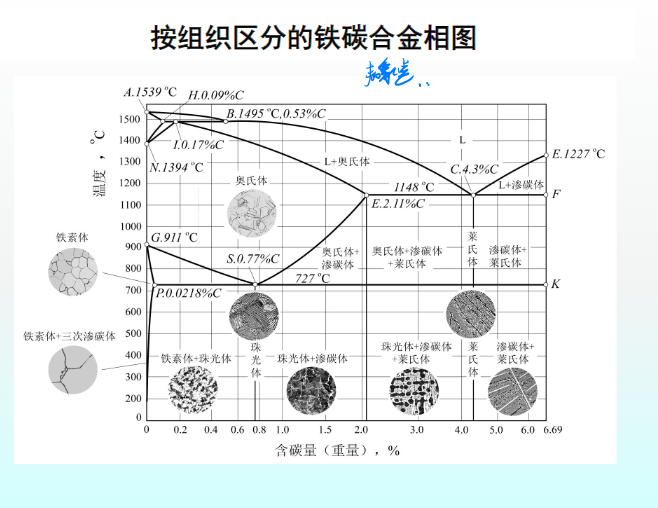 按组织区分的铁碳合金相图
A.1539 ℃
H.0.09%C
B.1495 ℃,0.53%C
I.0.17%C
N.1394 ℃
L
L+奥氏体
E.1227 ℃
C.4.3%C
L+渗碳体
F
1148 ℃
E.2.11%C
奥氏体
G.911 ℃
S.0.77%C
奥氏体+
渗碳体
奥氏体+渗碳体
+莱氏体
莱氏体
渗碳体+
莱氏体
727 ℃
K
P.0.0218%C
铁素体
铁素体+三次渗碳体
铁素体+珠光体
珠光体
珠光体+渗碳体
珠光体+渗碳体
+莱氏体
莱氏体
渗碳体+
莱氏体
温度，℃
1500
1400
1300
1200
1100
1000
900
800
700
600
500
400
300
200
0
0 0.2 0.4 0.6 0.8 1.0 1.5 2.0 3.0 4.0 5.0 6.0 6.69
含碳量（重量），%